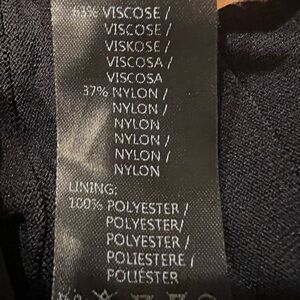 63% VISCOSE /
VISCOSE /
VISKOSE /
VISCOSA /
VISCOSA
37% NYLON /
NYLON /
NYLON
NYLON /
NYLON /
NYLON
LINING:
100% POLYESTER /
POLYESTER/
POLYESTER /
POLIESTERE /
POLIÉSTER